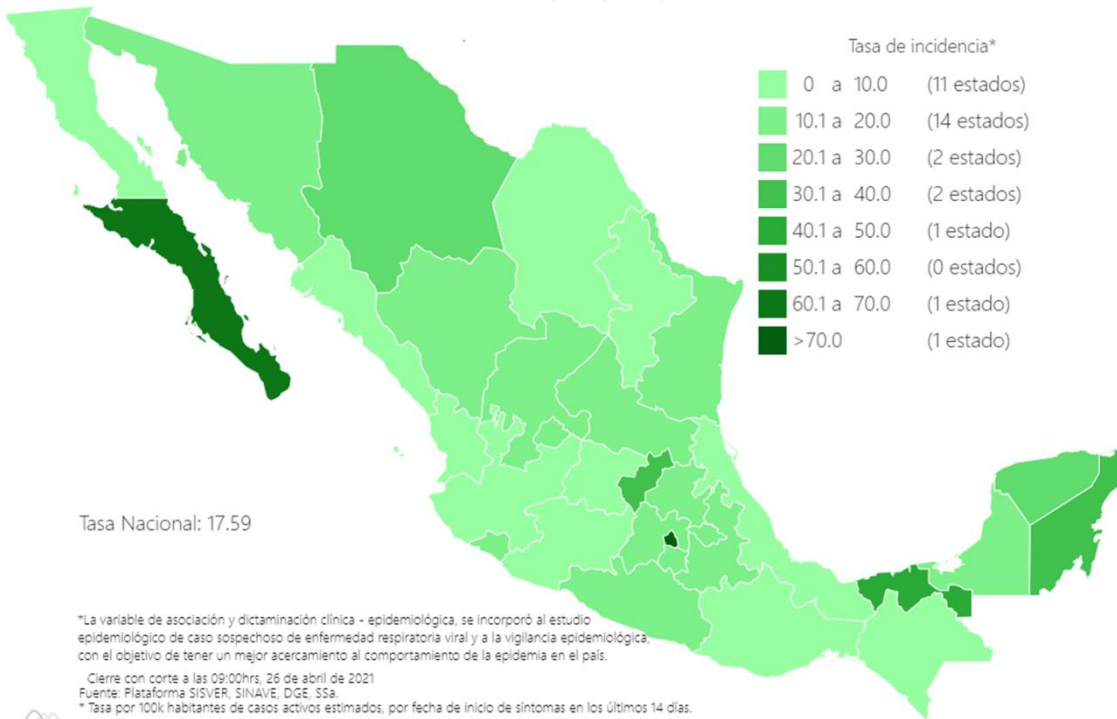 Tasa de incidencia*
0 a 10.0 (11 estados)
10.1 a 20.0 (14 estados)
20.1 a 30.0 (2 estados)
30.1 a 40.0 (2 estados)
40.1 a 50.0 (1 estado)
50.1 a 60.0 (0 estados)
60.1 a 70.0 (1 estado)
>70.0 (1 estado)
Tasa Nacional: 17.59
*La variable de asociación y dictaminación clínica - epidemiológica, se incorporó al estudio
epidemiológico de caso sospechoso de enfermedad respiratoria viral y a la vigilancia epidemiológica,
con el objetivo de tener un mejor acercamiento al comportamiento de la epidemia en el país.
Cierre con corte a las 09:00hrs, 26 de abril de 2021
Fuente: Plataforma SISVER, SINAVE, DGE, SSa.
* Tasa por 100k habitantes de casos activos estimados, por fecha de inicio de síntomas en los últimos 14 días.